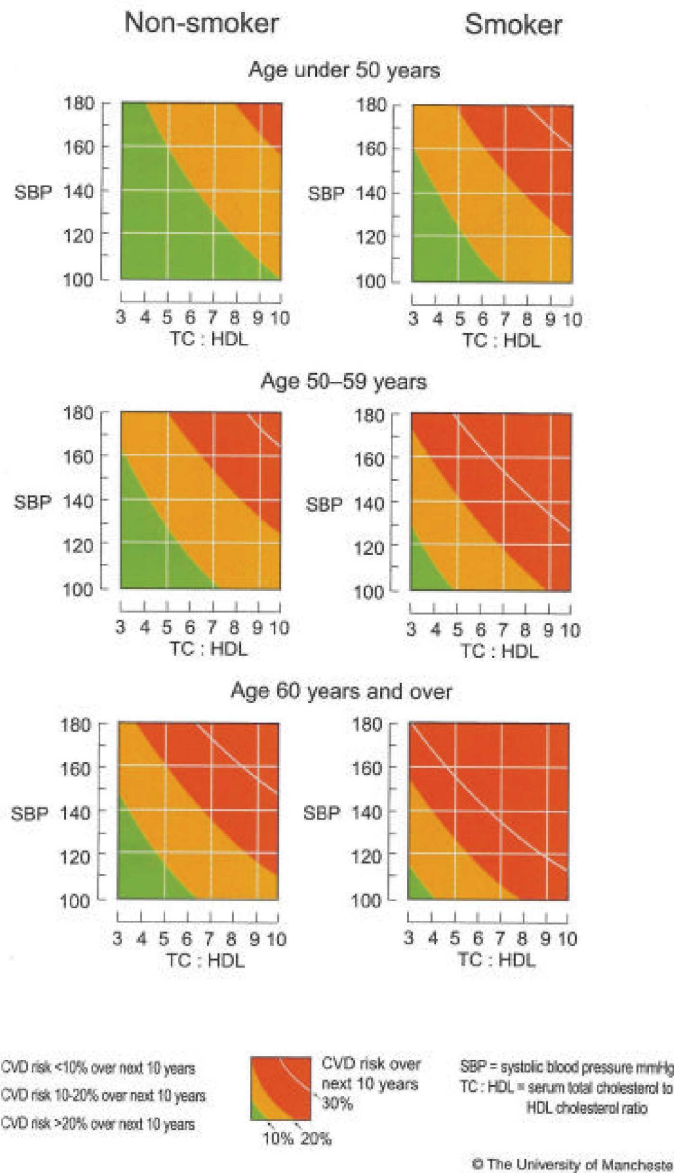 Non-smoker Smoker
Age under 50 years
180 180
160 160
SBP 140 SBP 140
120 120
100 100
3 4 5 6 7 8 9 10 3 4 5 6 7 8 9 10
TC : HDL TC : HDL
Age 50–59 years
180 180
160 160
SBP 140 SBP 140
120 120
100 100
3 4 5 6 7 8 9 10 3 4 5 6 7 8 9 10
TC : HDL TC : HDL
Age 60 years and over
180 180
160 160
SBP 140 SBP 140
120 120
100 100
3 4 5 6 7 8 9 10 3 4 5 6 7 8 9 10
TC : HDL TC : HDL
CVD risk <10% over next 10 years
CVD risk 10-20% over next 10 years
CVD risk >20% over next 10 years
CVD risk over
next 10 years
30%
10% 20%
SBP = systolic blood pressure mmHg
TC : HDL = serum total cholesterol to
HDL cholesterol ratio
© The University of Mancheste